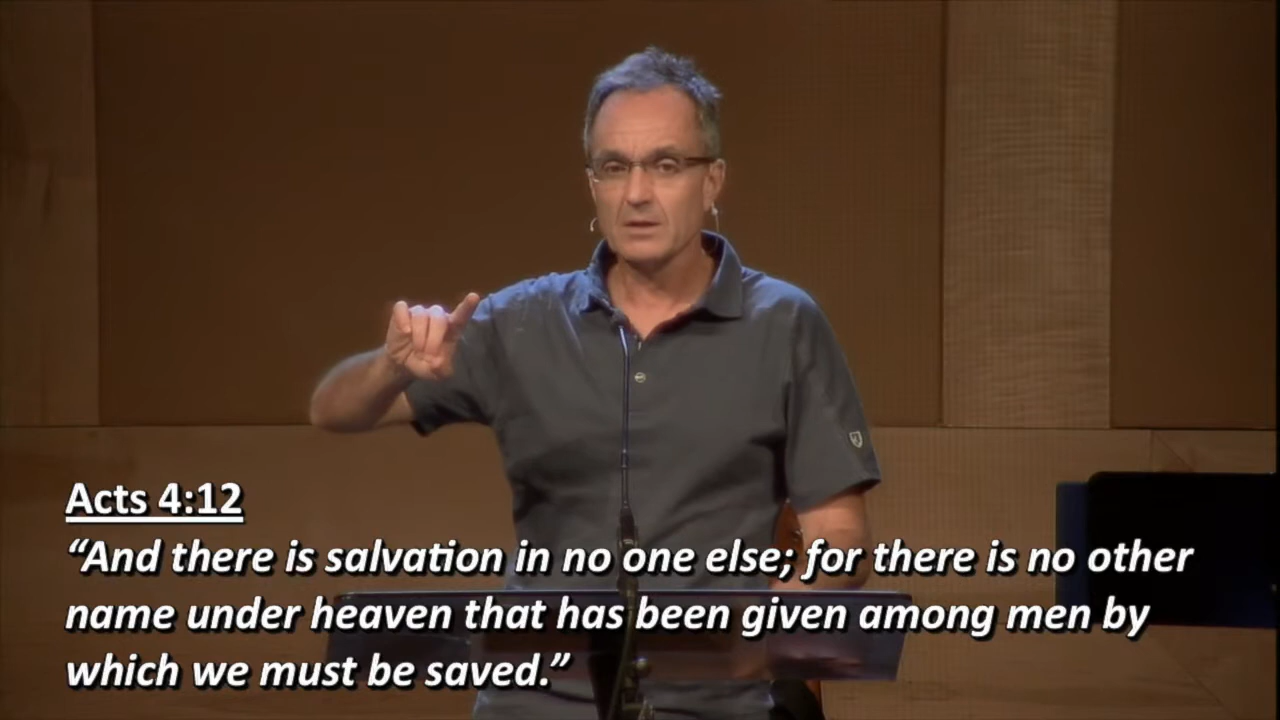 Acts 4:12
“And there is salvation in no one else; for there is no other
name under heaven that has been given among men by
which we must be saved.”